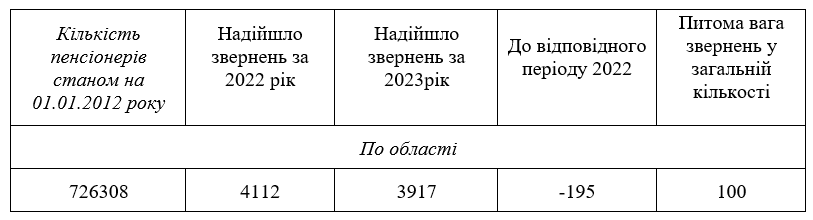 Кількість
пенсіонерів
станом на
01.01.2012 року
Надійшло
звернень за
2022 рік
Надійшло
звернень за
2023рік
До відповідного
періоду 2022
Питома вага
звернень у
загальній
кількості
По області
726308
4112
3917
-195
100